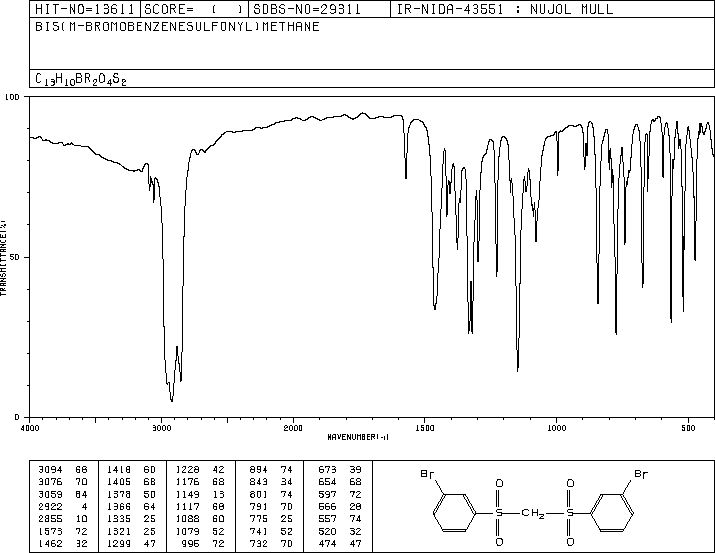 HIT-NO=13611 SCORE= ( ) SDBS-NO=29311 IR-NIDA-43551 : NUJOL MULL
BIS(M-BROMOBENZENESULFONYL)METHANE
C13H10BR2O4S2
100
50
0
TRANSMITTANCE(%)
4000 3000 2000 1500 1000 500
WAVENUMBER(-1)
3094 68 1418 60 1228 42 894 74 673 39
3076 70 1405 68 1176 68 843 34 654 68
3059 64 1378 50 1149 13 801 74 597 72
2922 4 1366 64 1117 68 791 70 566 28
2855 10 1335 25 1088 60 775 25 557 74
1573 72 1321 25 1079 52 741 52 520 32
1462 32 1299 47 996 72 732 70 474 47
Br Br
O O
S CH2 S
O O